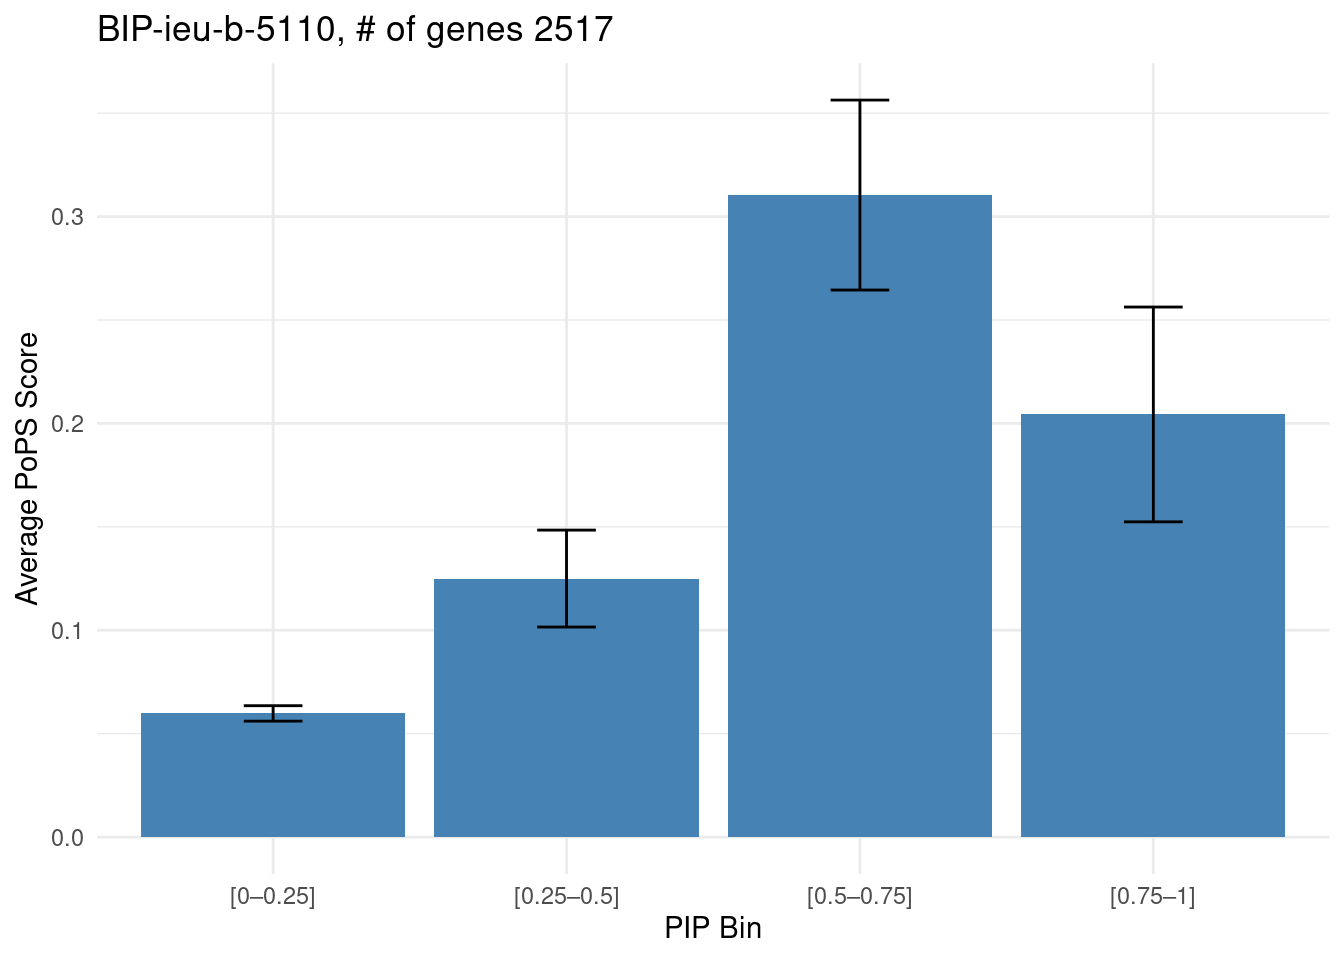 BIP-ieu-b-5110, # of genes 2517
Average PoPS Score
0.3
0.2
0.1
0.0
[0–0.25]
[0.25–0.5]
[0.5–0.75]
[0.75–1]
PIP Bin